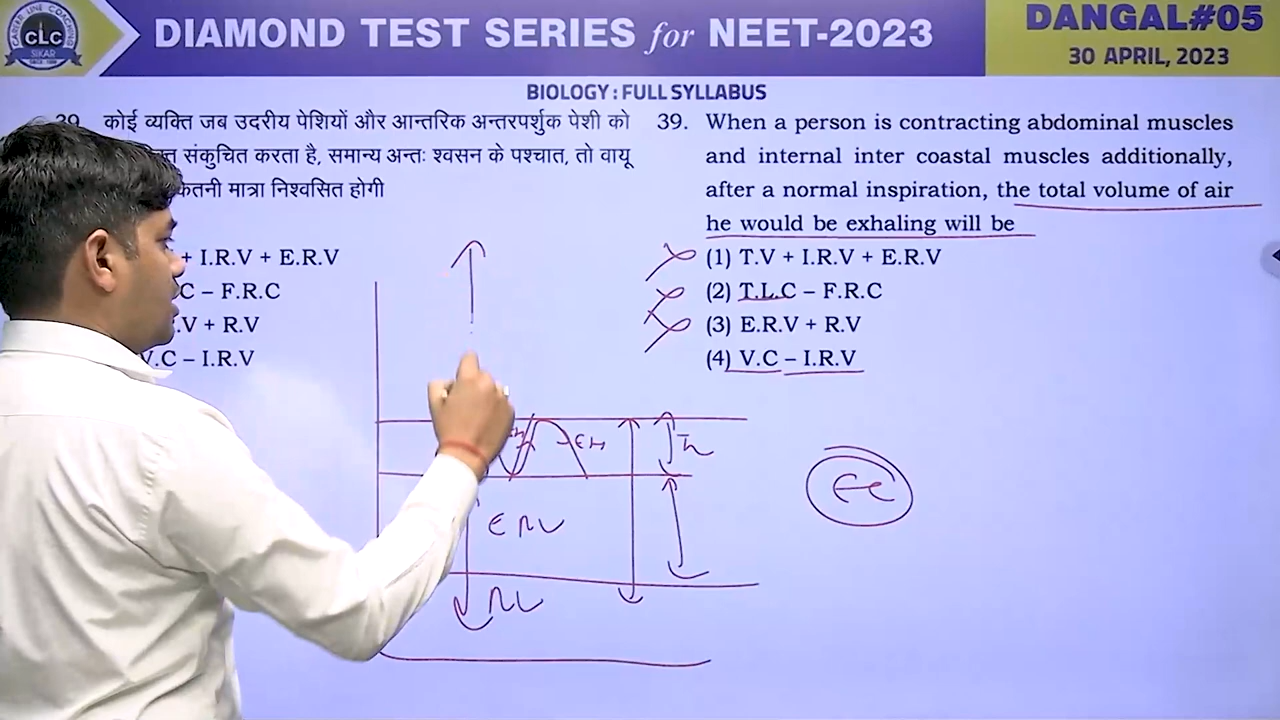 CLC
SIKAR
DIAMOND TEST SERIES for NEET-2023
DANGAL#05
30 APRIL, 2023
BIOLOGY : FULL SYLLABUS
39. कोई व्यक्ति जब उदरीय पेशियों और आन्तरिक अन्तरपर्शुक पेशी को
संकुचित करता है, समान्य अन्तः श्वसन के पश्चात, तो वायू
मात्रा निश्वसित होगी
+ I.R.V + E.R.V
C – F.R.C
.V + R.V
V.C – I.R.V
39. When a person is contracting abdominal muscles
and internal inter coastal muscles additionally,
after a normal inspiration, the total volume of air
he would be exhaling will be
(1) T.V + I.R.V + E.R.V
(2) T.L.C – F.R.C
(3) E.R.V + R.V
(4) V.C – I.R.V
ERV
RV
EC